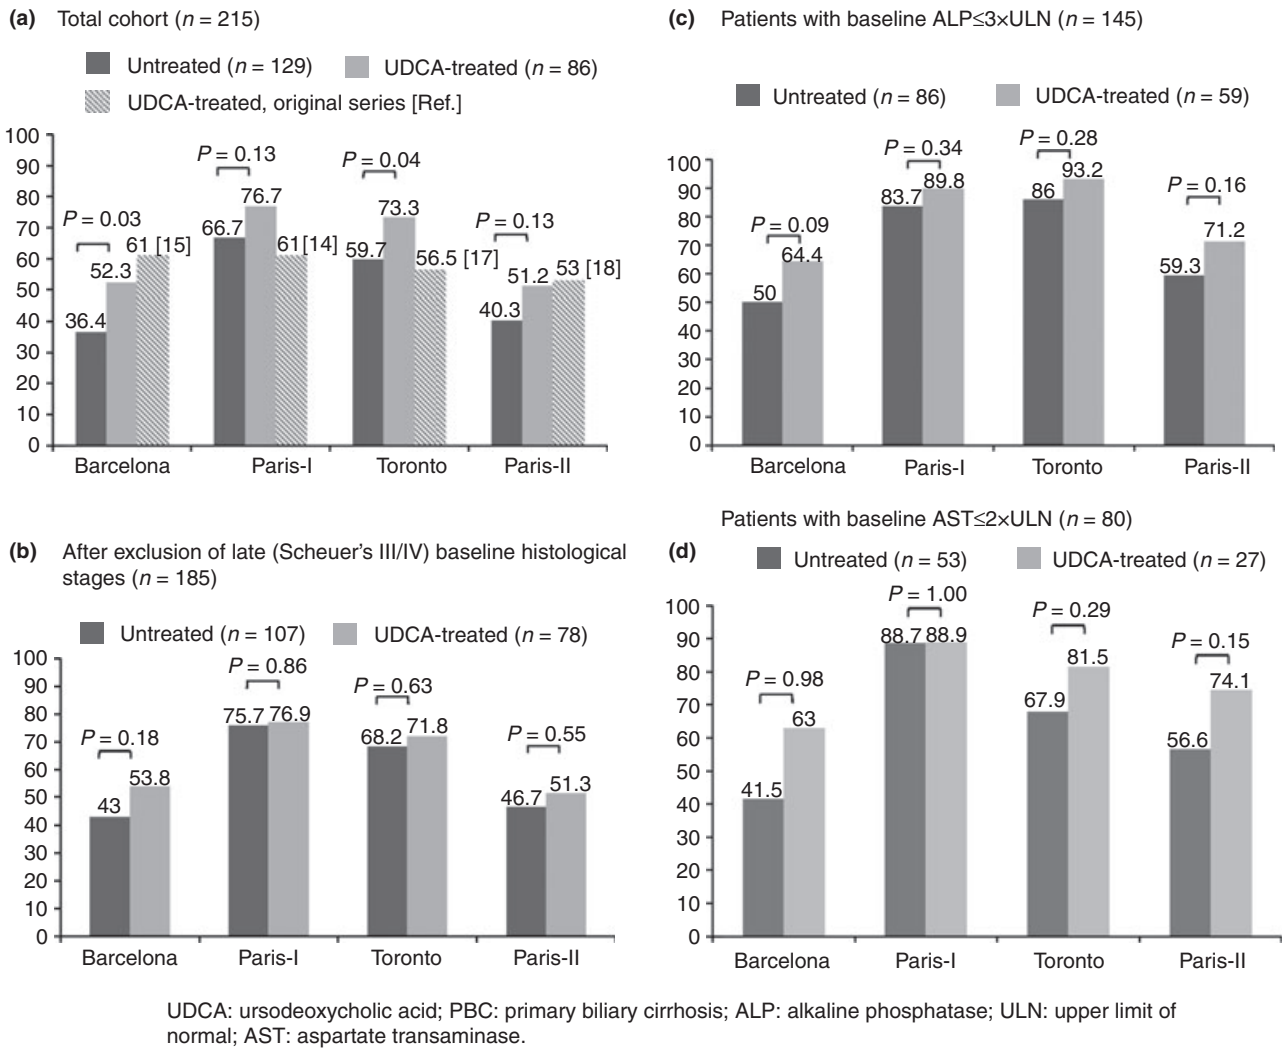 (a) Total cohort (n = 215)
Untreated (n = 129) UDCA-treated (n = 86)
UDCA-treated, original series [Ref.]
100
90
80
70
60
50
40
30
20
10
0
P = 0.03
36.4 52.3 61 [15]
P = 0.13
66.7 76.7 61 [14]
P = 0.04
59.7 73.3 56.5 [17]
P = 0.13
40.3 51.2 53 [18]
Barcelona Paris-I Toronto Paris-II
(b) After exclusion of late (Scheuer's III/IV) baseline histological
stages (n = 185)
Untreated (n = 107) UDCA-treated (n = 78)
100
90
80
70
60
50
40
30
20
10
0
P = 0.18
43 53.8
P = 0.86
75.7 76.9
P = 0.63
68.2 71.8
P = 0.55
46.7 51.3
Barcelona Paris-I Toronto Paris-II
(c) Patients with baseline ALP≤3×ULN (n = 145)
Untreated (n = 86) UDCA-treated (n = 59)
100
90
80
70
60
50
40
30
20
10
0
P = 0.09
50 64.4
P = 0.34
83.7 89.8
P = 0.28
86 93.2
P = 0.16
59.3 71.2
Barcelona Paris-I Toronto Paris-II
Patients with baseline AST≤2×ULN (n = 80)
(d) Untreated (n = 53) UDCA-treated (n = 27)
100
90
80
70
60
50
40
30
20
10
0
P = 0.98
41.5 63
P = 1.00
88.7 88.9
P = 0.29
67.9 81.5
P = 0.15
56.6 74.1
Barcelona Paris-I Toronto Paris-II
UDCA: ursodeoxycholic acid; PBC: primary biliary cirrhosis; ALP: alkaline phosphatase; ULN: upper limit of
normal; AST: aspartate transaminase.